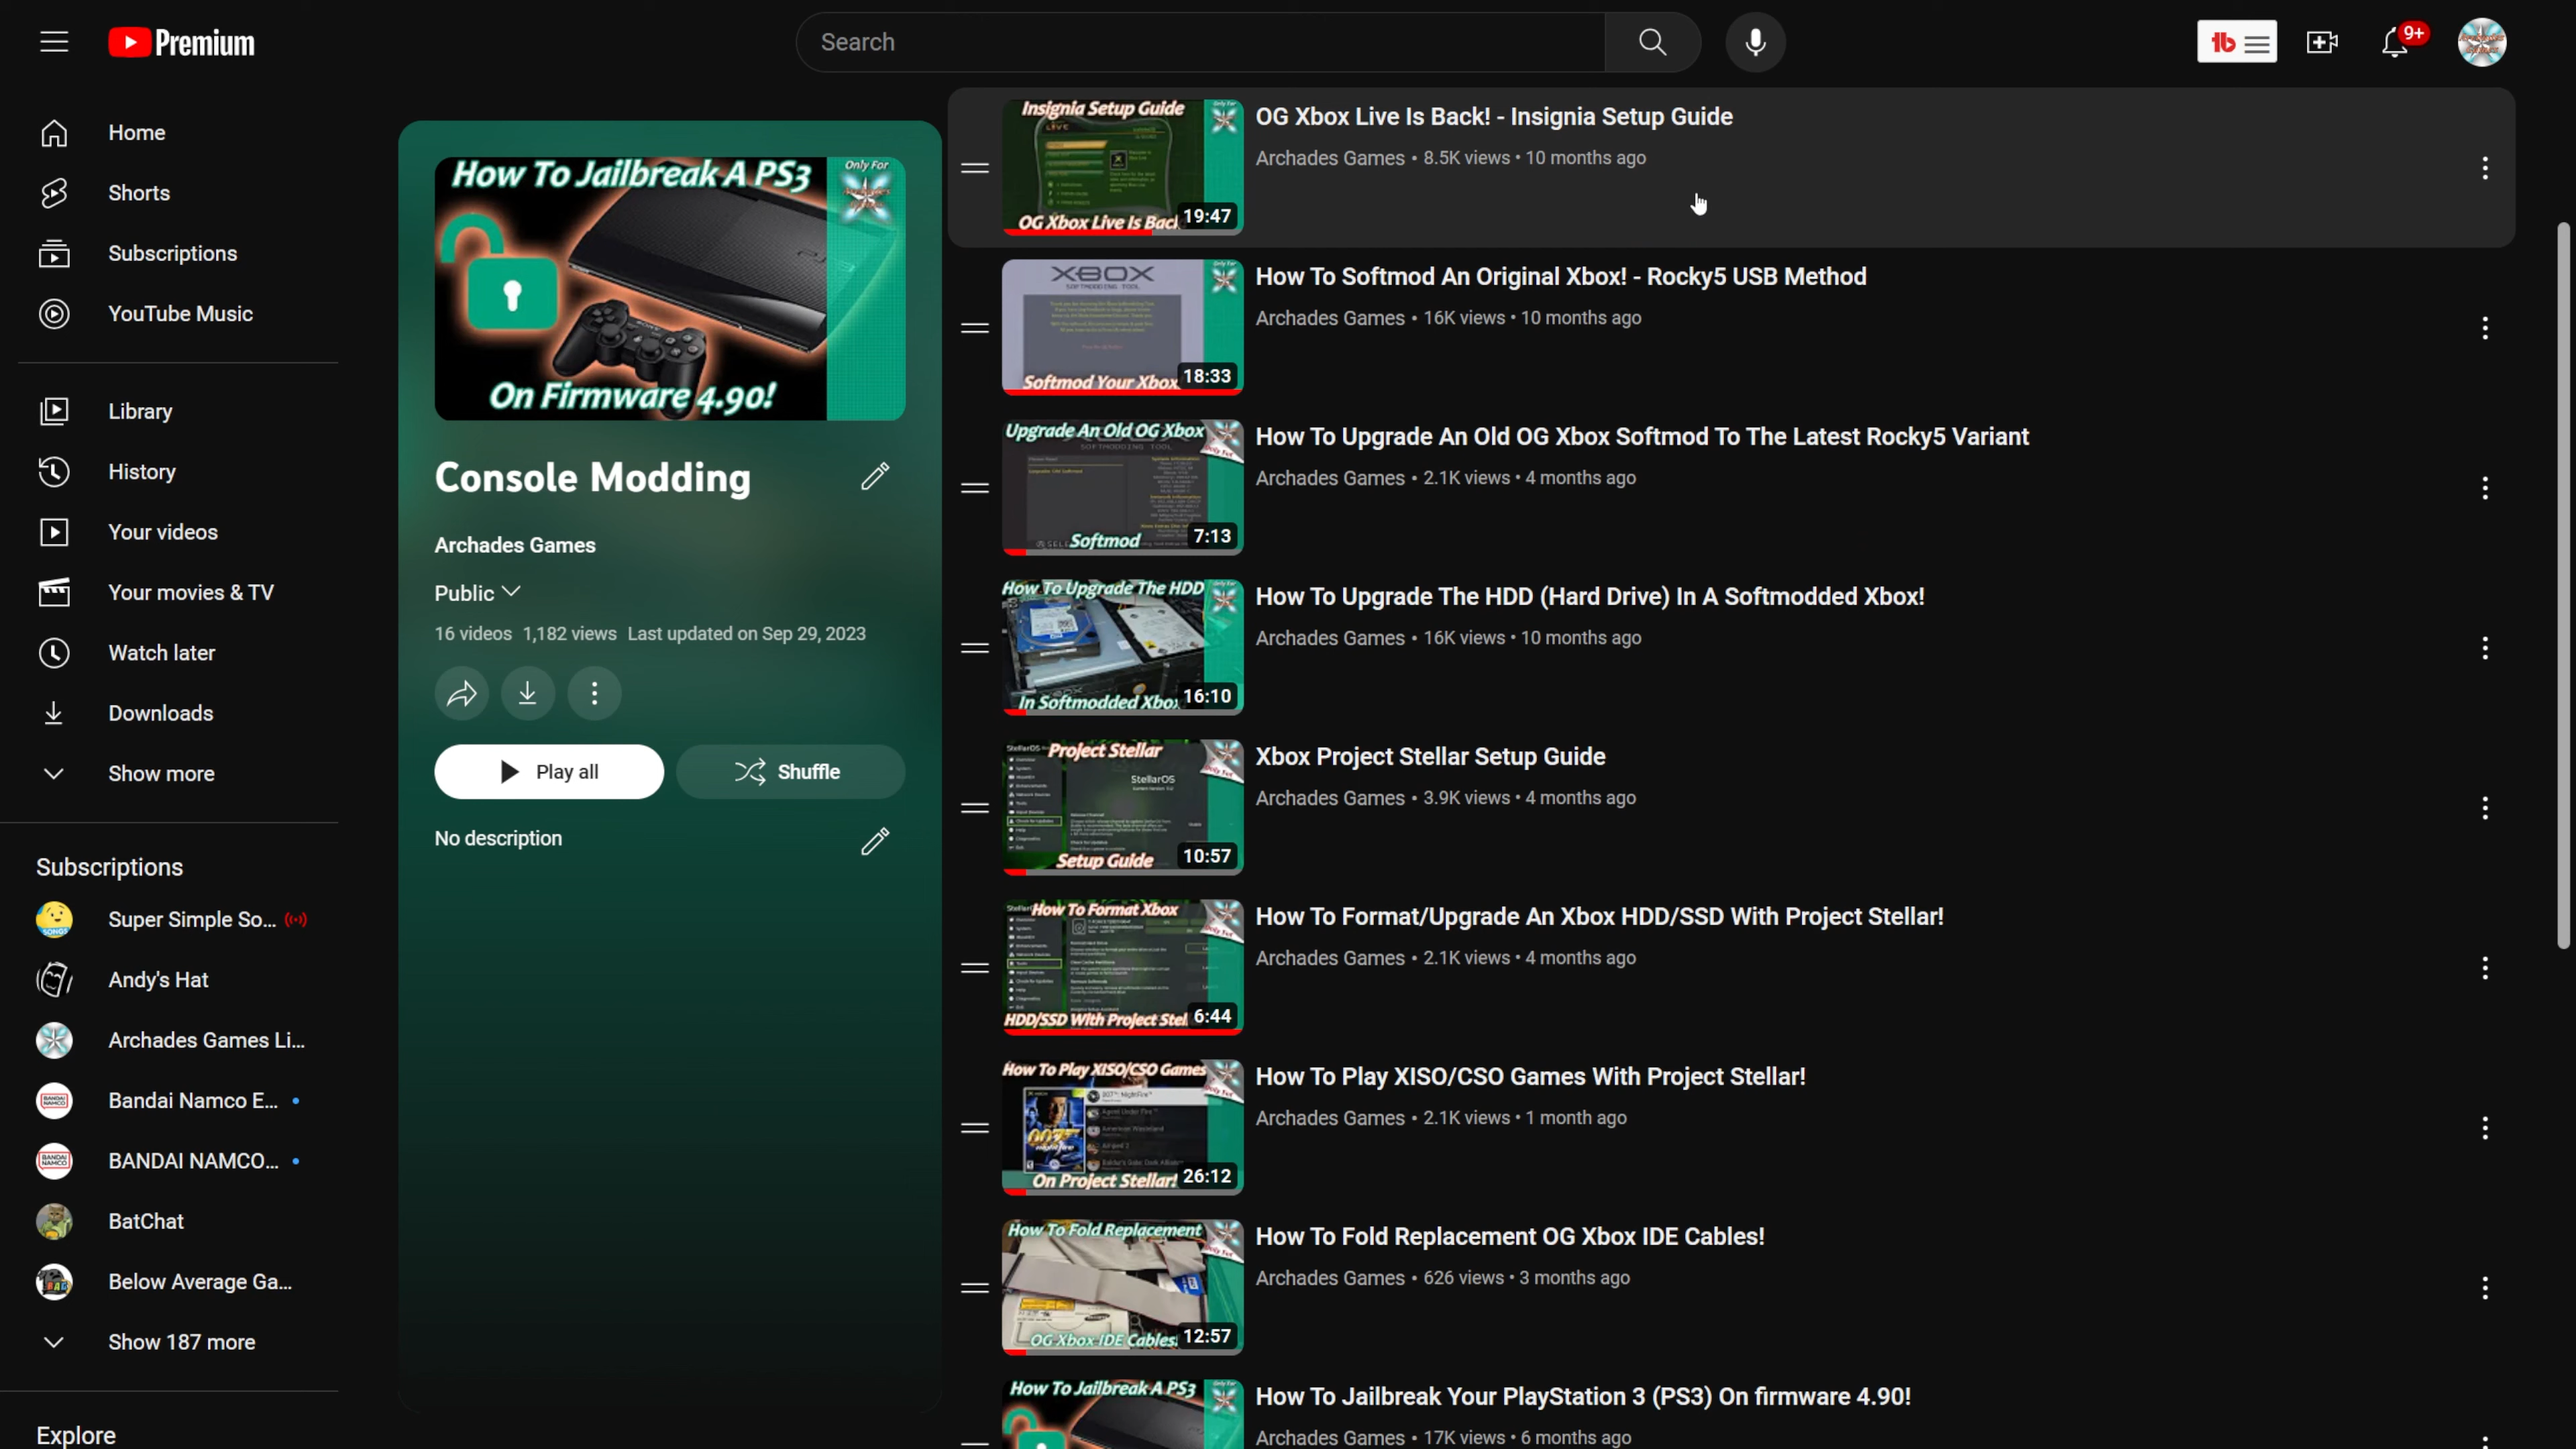 Premium
Search
9+
Home
Shorts
Subscriptions
YouTube Music
Library
History
Your videos
Your movies & TV
Watch later
Downloads
Show more
Subscriptions
Super Simple So...
Andy's Hat
Archades Games Li...
Bandai Namco E...
BANDAI NAMCO...
BatChat
Below Average Ga...
Show 187 more
Explore
How To Jailbreak A PS3
Only For
On Firmware 4.90!
Console Modding
Archades Games
Public
16 videos 1,182 views Last updated on Sep 29, 2023
Play all
Shuffle
No description
Insignia Setup Guide
OG Xbox Live Is Back
19:47
OG Xbox Live Is Back! - Insignia Setup Guide
Archades Games • 8.5K views • 10 months ago
XBOX
SOFTMODDING TOOL
Softmod Your Xbox
18:33
How To Softmod An Original Xbox! - Rocky5 USB Method
Archades Games • 16K views • 10 months ago
Upgrade An Old OG Xbox
SOFTMODDING TOOL
Softmod
7:13
How To Upgrade An Old OG Xbox Softmod To The Latest Rocky5 Variant
Archades Games • 2.1K views • 4 months ago
How To Upgrade The HDD
In Softmodded Xbox
16:10
How To Upgrade The HDD (Hard Drive) In A Softmodded Xbox!
Archades Games • 16K views • 10 months ago
Project Stellar
StellarOS
Setup Guide
10:57
Xbox Project Stellar Setup Guide
Archades Games • 3.9K views • 4 months ago
How To Format Xbox
HDD/SSD With Project Stel
6:44
How To Format/Upgrade An Xbox HDD/SSD With Project Stellar!
Archades Games • 2.1K views • 4 months ago
How To Play XISO/CSO Games
007
On Project Stellar!
26:12
How To Play XISO/CSO Games With Project Stellar!
Archades Games • 2.1K views • 1 month ago
How To Fold Replacement
OG Xbox IDE Cables
12:57
How To Fold Replacement OG Xbox IDE Cables!
Archades Games • 626 views • 3 months ago
How To Jailbreak A PS3
How To Jailbreak Your PlayStation 3 (PS3) On firmware 4.90!
Archades Games • 17K views • 6 months ago